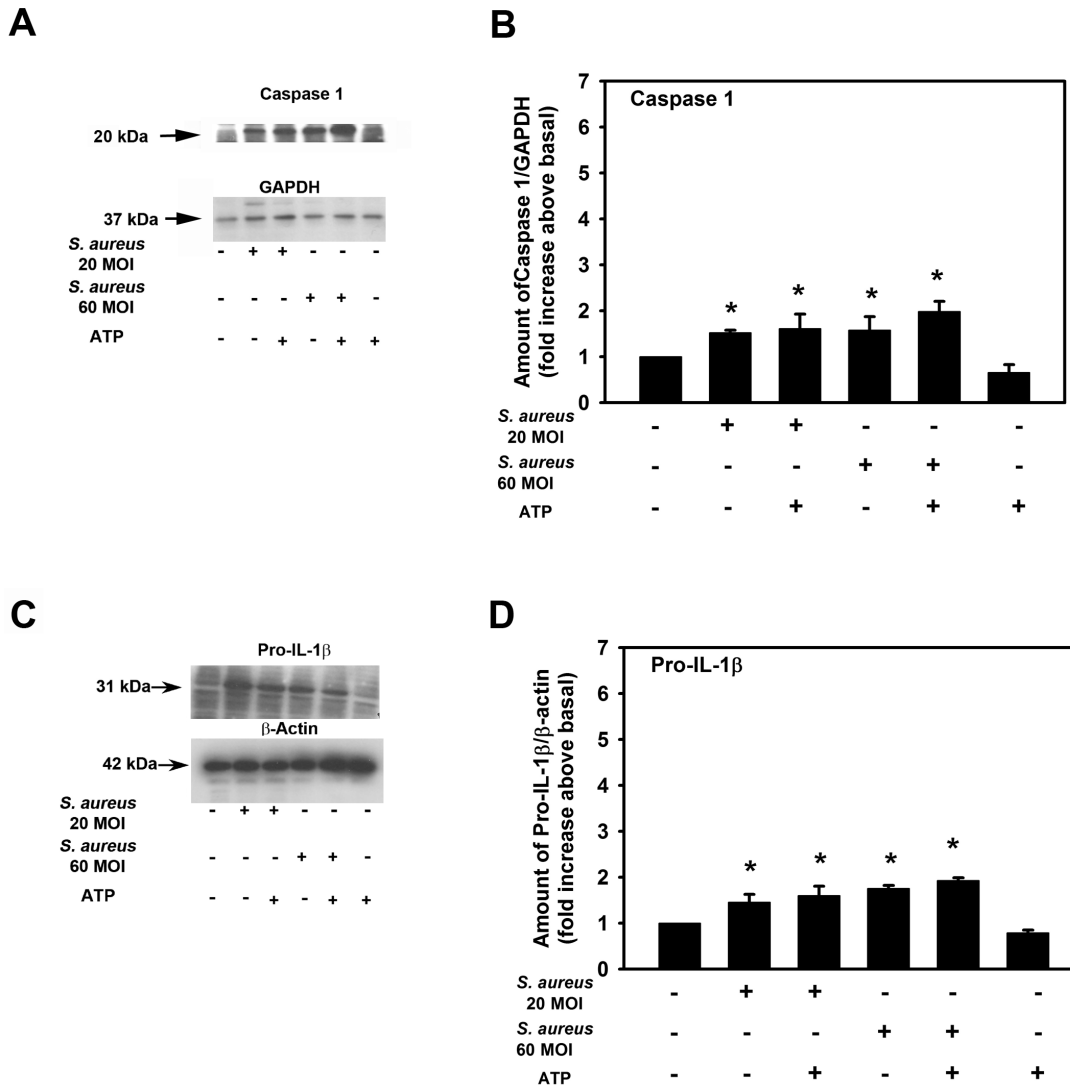 A
Caspase 1
20 kDa
GAPDH
37 kDa
S. aureus
20 MOI
- + + - - -
S. aureus
60 MOI
- - - + + -
ATP
- - + - + +
B
Caspase 1
Amount ofCaspase 1/GAPDH
(fold increase above basal)
7
6
5
4
3
2
1
0
* * * *
S. aureus
20 MOI
- + + - - -
S. aureus
60 MOI
- - - + + -
ATP
- - + - + +
C
Pro-IL-1β
31 kDa
β-Actin
42 kDa
S. aureus
20 MOI
- + + - - -
S. aureus
60 MOI
- - - + + -
ATP
- - + - + +
D
Pro-IL-1β
Amount of Pro-IL-1β/β-actin
(fold increase above basal)
7
6
5
4
3
2
1
0
* * * *
S. aureus
20 MOI
- + + - - -
S. aureus
60 MOI
- - - + + -
ATP
- - + - + +